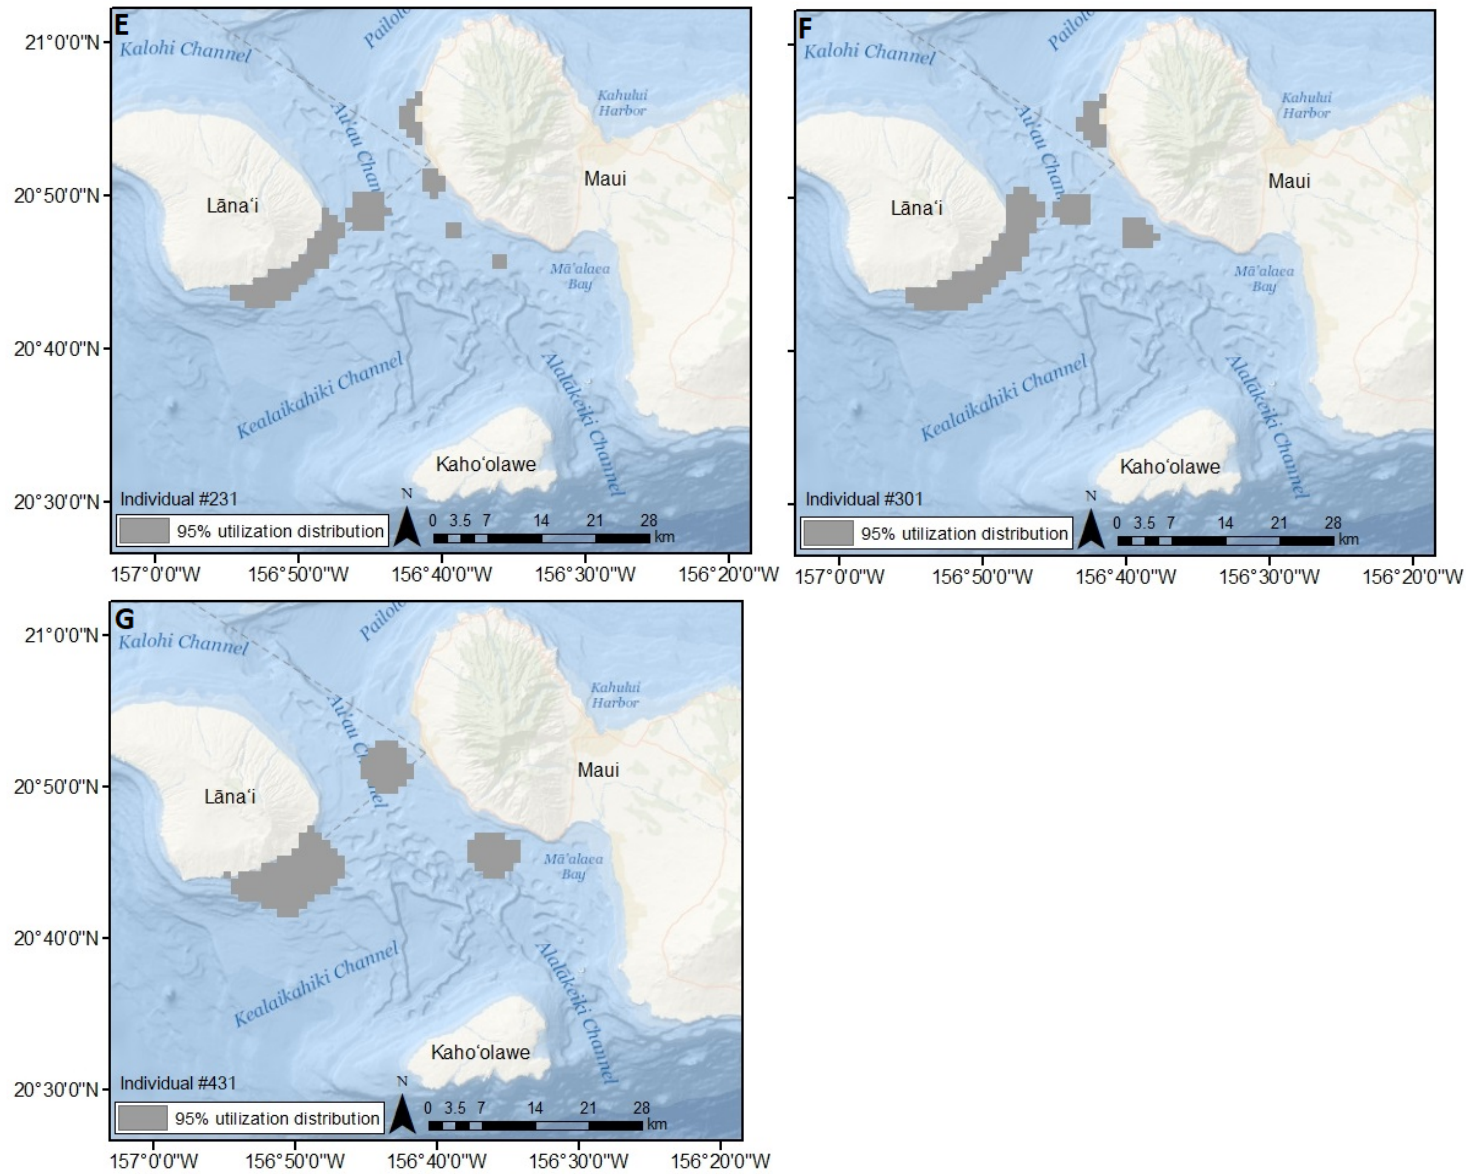 E
21°0'0"N
20°50'0"N
20°40'0"N
20°30'0"N
Kalohi Channel
Pailolo
Au'au Chan
Kahului
Harbor
Lāna‘i
Maui
Mā'alaea
Bay
Kealaikahiki Channel
Alalākeiki Channel
Kaho‘olawe
Individual #231
95% utilization distribution
N
0 3.5 7 14 21 28
km
157°0'0"W 156°50'0"W 156°40'0"W 156°30'0"W 156°20'0"W
F
Kalohi Channel
Pailolo
Au'au Chan
Kahului
Harbor
Lāna‘i
Maui
Mā'alaea
Bay
Kealaikahiki Channel
Alalākeiki Channel
Kaho‘olawe
Individual #301
95% utilization distribution
N
0 3.5 7 14 21 28
km
157°0'0"W 156°50'0"W 156°40'0"W 156°30'0"W 156°20'0"W
G
21°0'0"N
20°50'0"N
20°40'0"N
20°30'0"N
Kalohi Channel
Pailolo
Au'au Ch nel
Kahului
Harbor
Lāna‘i
Maui
Mā'alaea
Bay
Kealaikahiki Channel
Alalākeiki Channel
Kaho‘olawe
Individual #431
95% utilization distribution
N
0 3.5 7 14 21 28
km
157°0'0"W 156°50'0"W 156°40'0"W 156°30'0"W 156°20'0"W